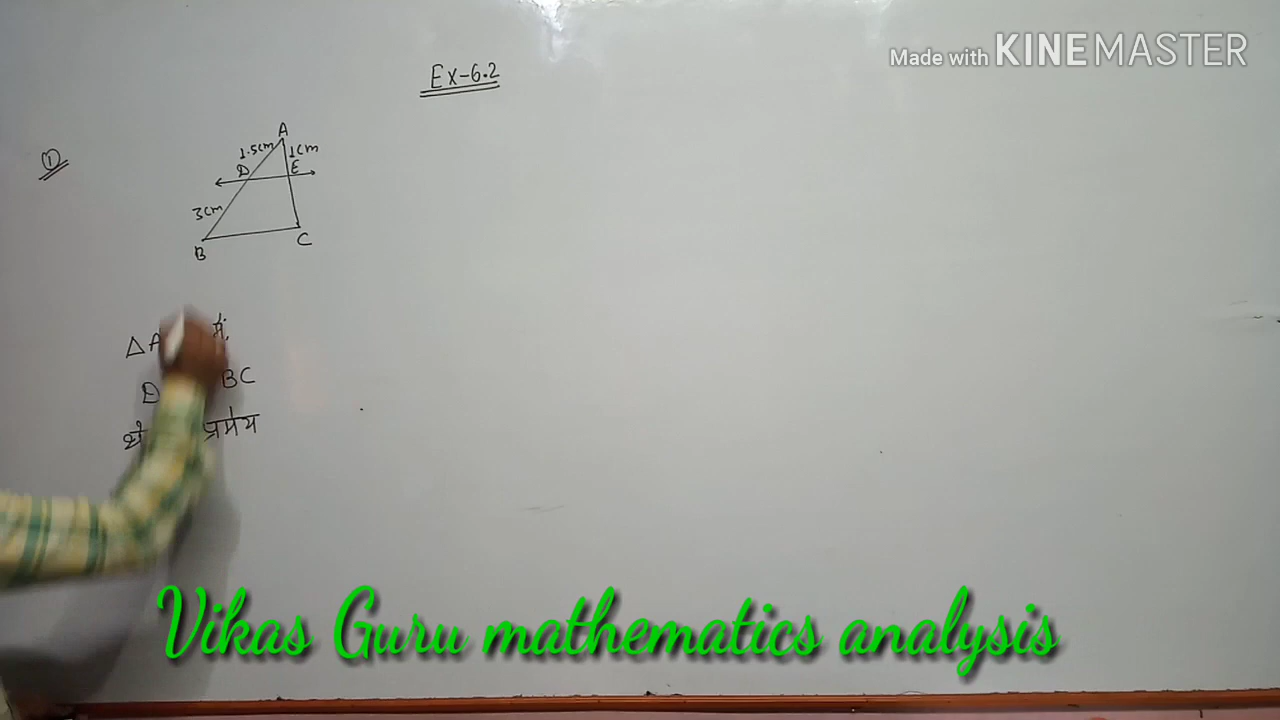 Made with KINEMASTER
Ex-6.2
①
A
1.5cm 1cm
D E
3cm
B C
△A में,
D BC
प्रमेय
Vikas Guru mathematics analysis